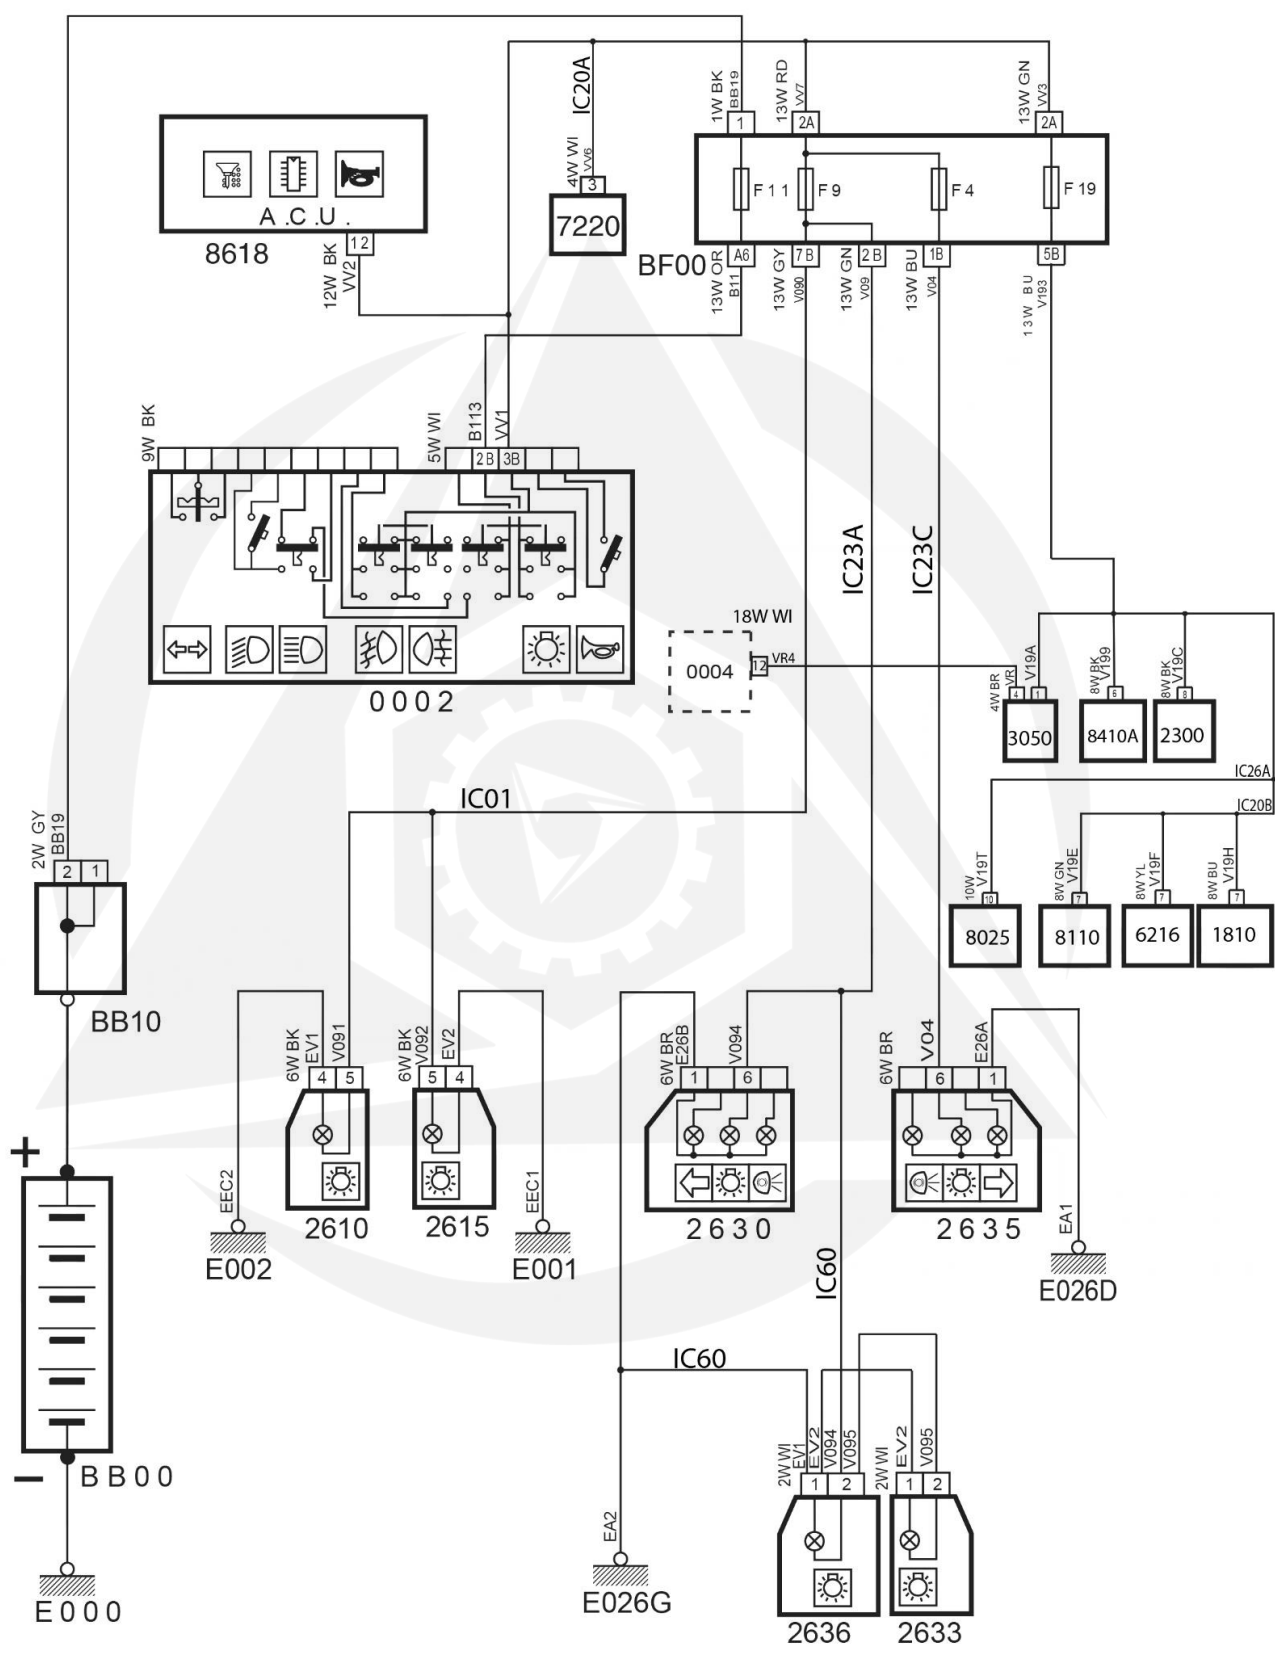 1W BK
BB19
IC20A
13W RD
VV7
13W GN
VV3
1
2A
2A
4W WI
VV6
3
7220
F 1 1
F 9
F 4
F 19
A .C .U .
8618
1 2
12W BK
VV2
BF00
A6
7 B
2 B
1B
5B
13W OR
B11
13W GY
V090
13W GN
V09
13W BU
V04
13W BU
V193
9W BK
5W WI
B113
VV1
2 B
3B
0 0 0 2
IC23A
IC23C
18W WI
0004
12
VR4
4W BR
VR
V19A
8W BK
V199
8W BK
V19C
4
1
6
8
3050
8410A
2300
IC26A
IC20B
IC01
10W
V19T
8W GN
V19E
8W YL
V19F
8W BU
V19H
10
7
7
7
8025
8110
6216
1810
2W GY
BB19
2
1
BB10
6W BK
EV1
V091
6W BK
V092
EV2
6W BR
E26B
V094
6W BR
V04
E26A
4
5
5
4
1
6
6
1
EEC2
EEC1
EA1
2610
2615
2 6 3 0
2 6 3 5
E002
E001
E026D
+
IC60
IC60
2W WI
EV1
EV2
V094
V095
2W WI
EV2
V095
1
2
1
2
–
B B 0 0
EA2
E026G
2636
2633
E 0 0 0